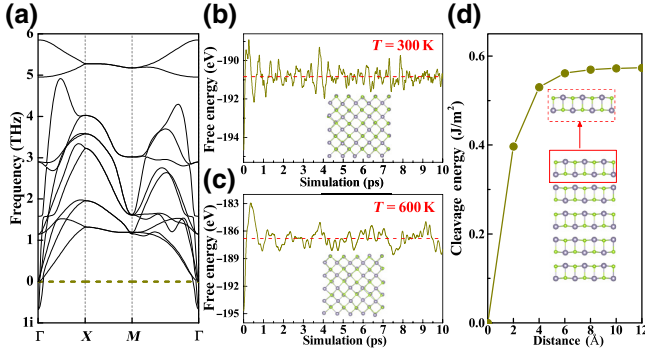 (a)
6
5
4
3
2
1
0
1i
Frequency (THz)
Γ X M Γ
(b)
T = 300 K
−190
−191
−192
−194
Free energy (eV)
0 1 2 3 4 5 6 7 8 9 10
Simulation (ps)
(c)
T = 600 K
−183
−186
−189
−195
Free energy (eV)
0 1 2 3 4 5 6 7 8 9 10
Simulation (ps)
(d)
0.6
0.4
0.2
0.0
Cleavage energy (J/m²)
0 2 4 6 8 10 12
Distance (Å)